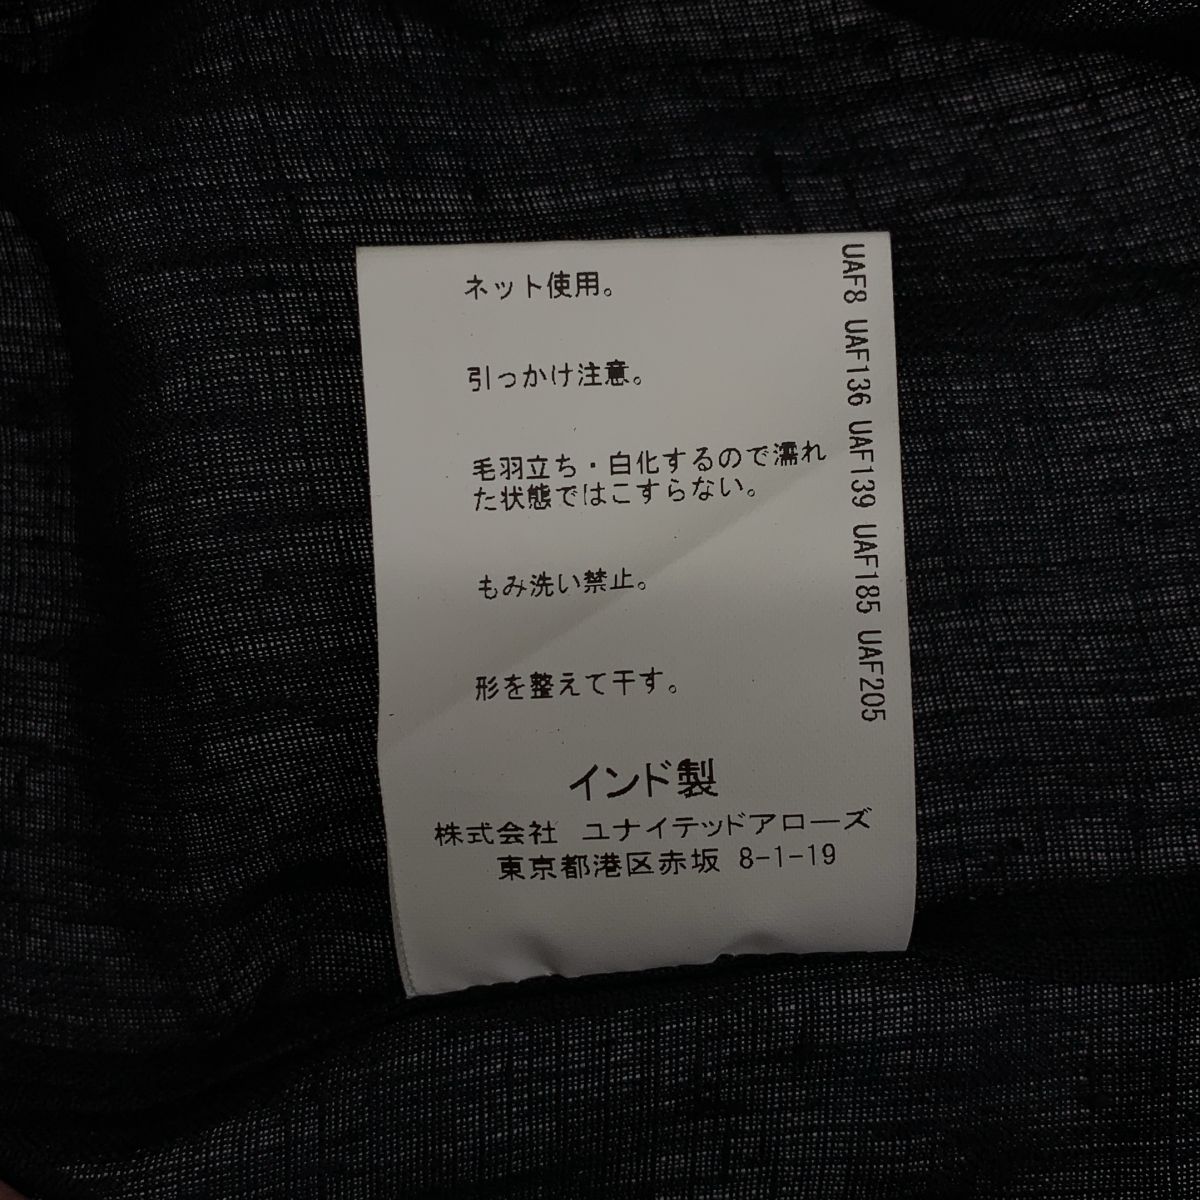 ネット使用。
引っかけ注意。
毛羽立ち・白化するので濡れ
た状態ではこすらない。
もみ洗い禁止。
形を整えて干す。
インド製
株式会社 ユナイテッドアローズ
東京都港区赤坂 8-1-19
UAF8 UAF136 UAF139 UAF185 UAF205